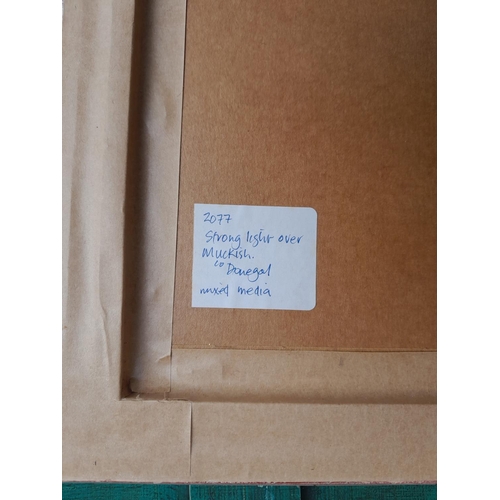 2077
Strong light over
Muckish.
Co Donegal
mixed media